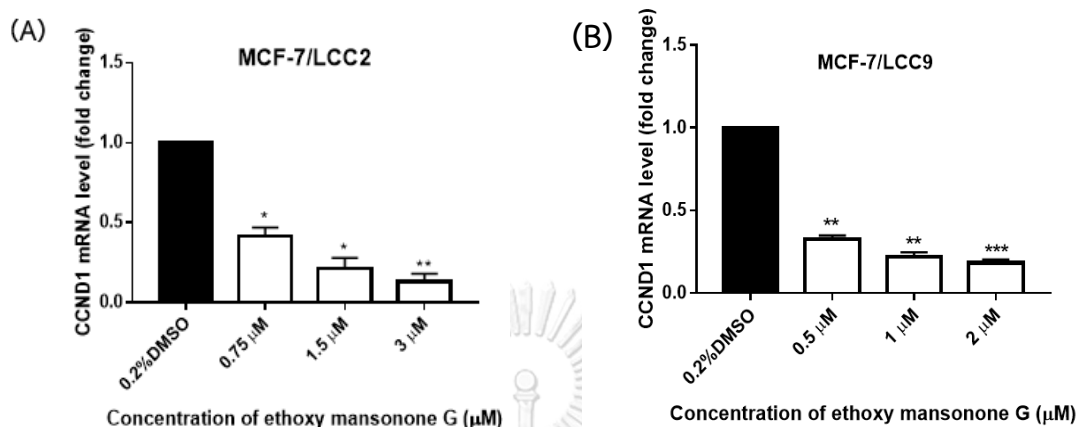 (A)
MCF-7/LCC2
CCND1 mRNA level (fold change)
1.5
1.0
0.5
0.0
*
*
**
0.2%DMSO
0.75 μM
1.5 μM
3 μM
Concentration of ethoxy mansonone G (μM)
(B)
MCF-7/LCC9
CCND1 mRNA level (fold change)
1.5
1.0
0.5
0.0
**
**
***
0.2%DMSO
0.5 μM
1 μM
2 μM
Concentration of ethoxy mansonone G (μM)